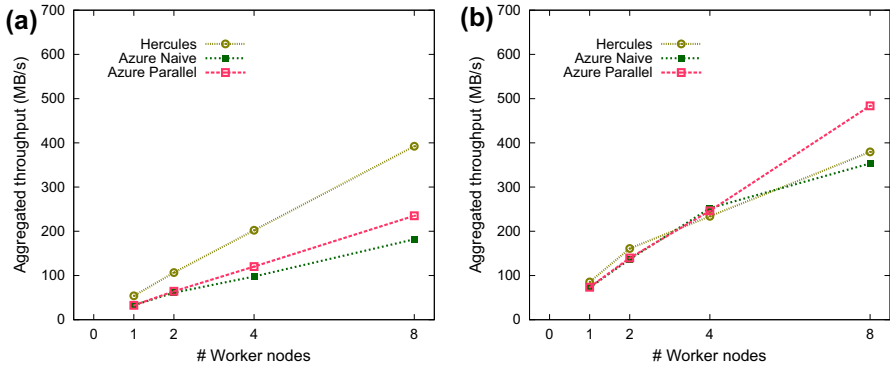 (a)
700
600
500
400
300
200
100
0
Aggregated throughput (MB/s)
Hercules
Azure Naive
Azure Parallel
0 1 2 4 8
# Worker nodes
(b)
700
600
500
400
300
200
100
0
Aggregated throughput (MB/s)
Hercules
Azure Naive
Azure Parallel
0 1 2 4 8
# Worker nodes